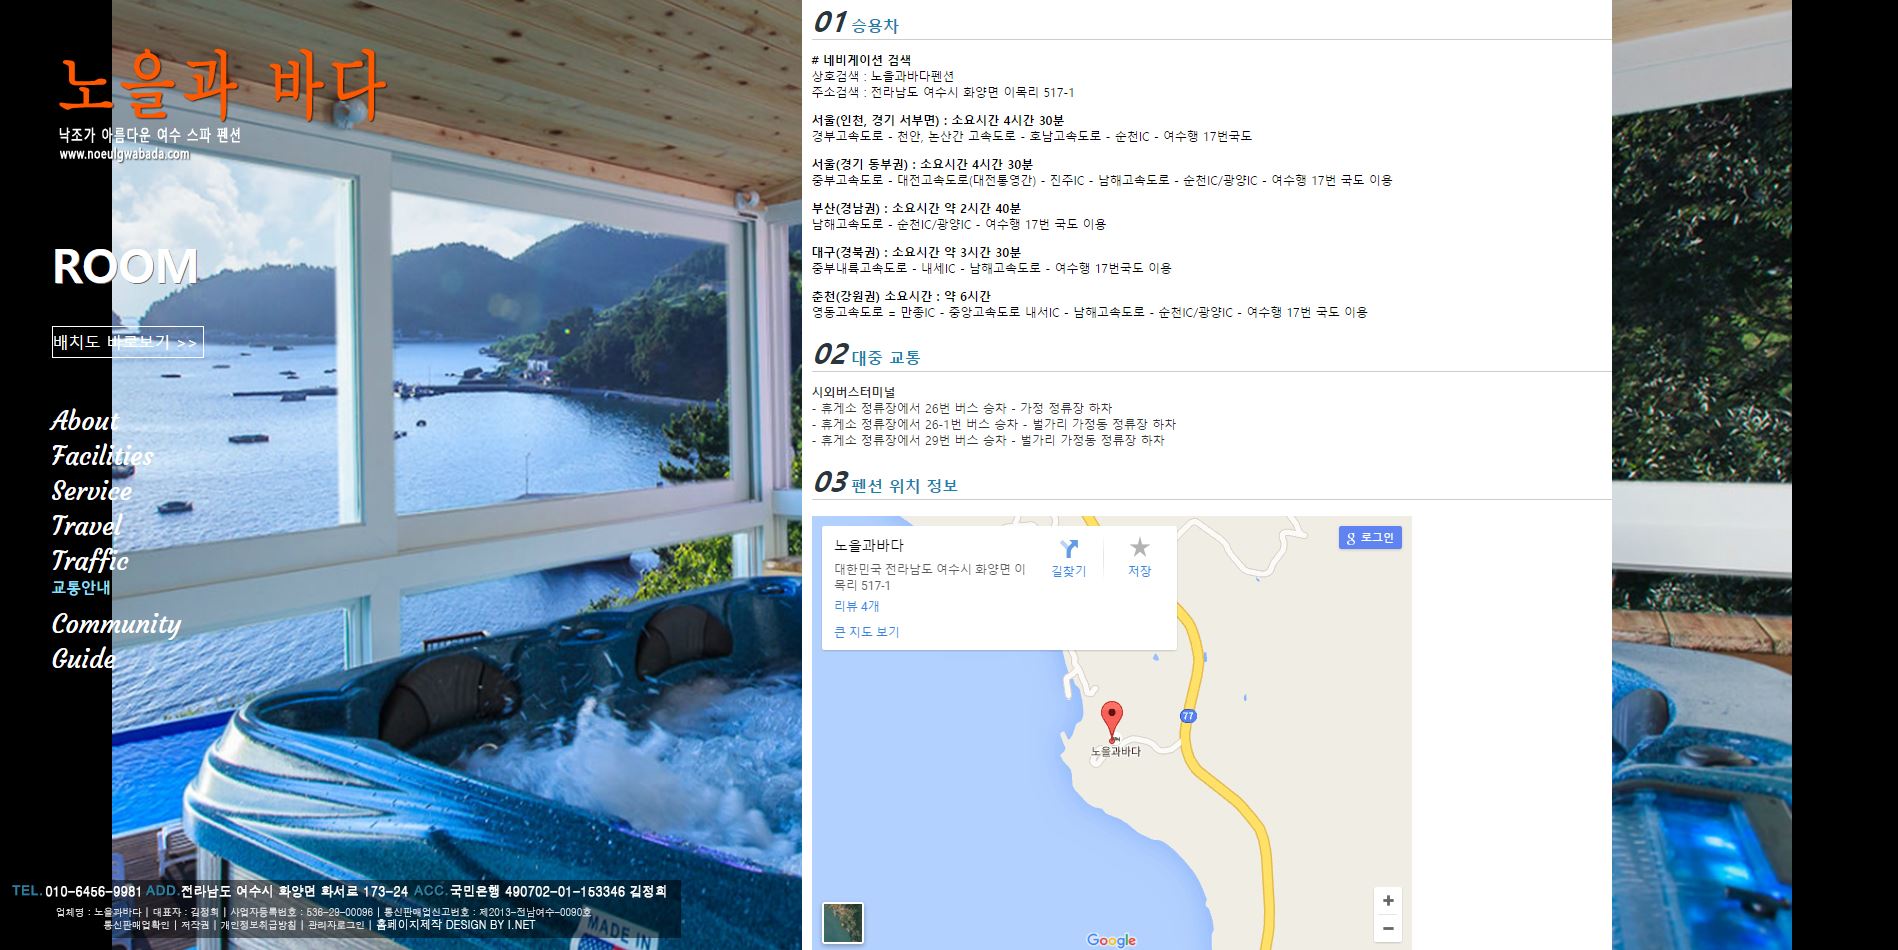 노을과 바다
낙조가 아름다운 여수 스파 펜션
www.noeulgwabada.com
ROOM
배치도 바로보기 >>
About
Facilities
Service
Travel
Traffic
교통안내
Community
Guide
TEL. 010-6456-9981 ADD. 전라남도 여수시 화양면 화서로 173-24 ACC. 국민은행 490702-01-153346 김정희
업체명 : 노을과바다 | 대표자 : 김정희 | 사업자등록번호 : 536-29-00096 | 통신판매업신고번호 : 제2013-전남여수-0090호
통신판매업확인 | 저작권 | 개인정보취급방침 | 관리자로그인 | 홈페이지제작 DESIGN BY I.NET
MADE IN
01 승용차
# 네비게이션 검색
상호검색 : 노을과바다펜션
주소검색 : 전라남도 여수시 화양면 이목리 517-1
서울(인천, 경기 서부면) : 소요시간 4시간 30분
경부고속도로 - 천안, 논산간 고속도로 - 호남고속도로 - 순천IC - 여수행 17번국도
서울(경기 동부권) : 소요시간 4시간 30분
중부고속도로 - 대전고속도로(대전통영간) - 진주IC - 남해고속도로 - 순천IC/광양IC - 여수행 17번 국도 이용
부산(경남권) : 소요시간 약 2시간 40분
남해고속도로 - 순천IC/광양IC - 여수행 17번 국도 이용
대구(경북권) : 소요시간 약 3시간 30분
중부내륙고속도로 - 내세IC - 남해고속도로 - 여수행 17번국도 이용
춘천(강원권) 소요시간 : 약 6시간
영동고속도로 = 만종IC - 중앙고속도로 내서IC - 남해고속도로 - 순천IC/광양IC - 여수행 17번 국도 이용
02 대중 교통
시외버스터미널
- 휴게소 정류장에서 26번 버스 승차 - 가정 정류장 하차
- 휴게소 정류장에서 26-1번 버스 승차 - 벌가리 가정동 정류장 하차
- 휴게소 정류장에서 29번 버스 승차 - 벌가리 가정동 정류장 하차
03 펜션 위치 정보
노을과바다
대한민국 전라남도 여수시 화양면 이
목리 517-1
리뷰 4개
큰 지도 보기
길찾기
저장
8 로그인
77
노을과바다
+
−
Google